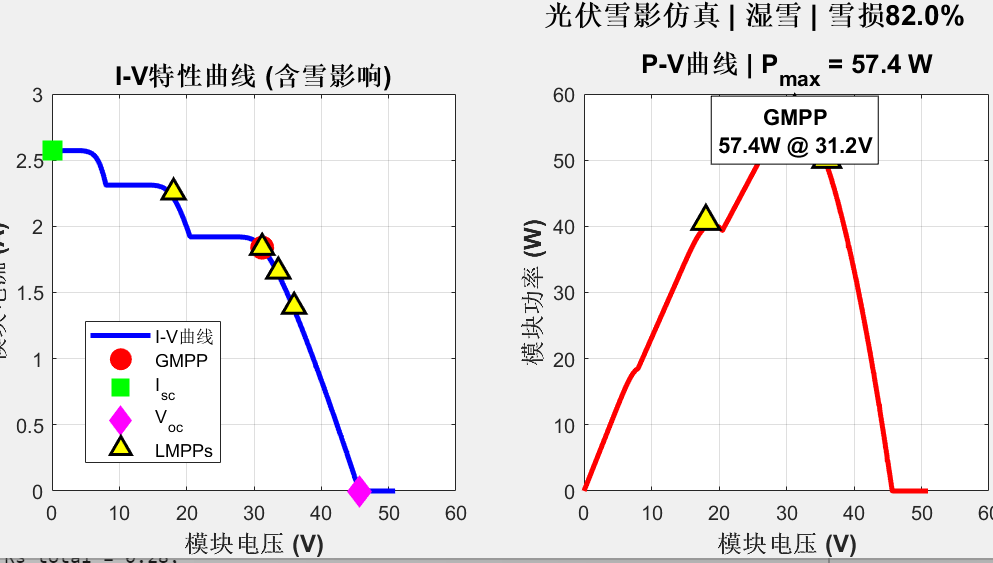 光伏雪影仿真 | 湿雪 | 雪损82.0%
I-V特性曲线 (含雪影响)
3
2.5
2
1.5
1
0.5
0
I-V曲线
GMPP
Isc
Voc
LMPPs
0 10 20 30 40 50 60
模块电压 (V)
P-V曲线 | Pmax = 57.4 W
60
50
40
30
20
10
0
模块功率 (W)
GMPP
57.4W @ 31.2V
0 10 20 30 40 50
模块电压 (V)